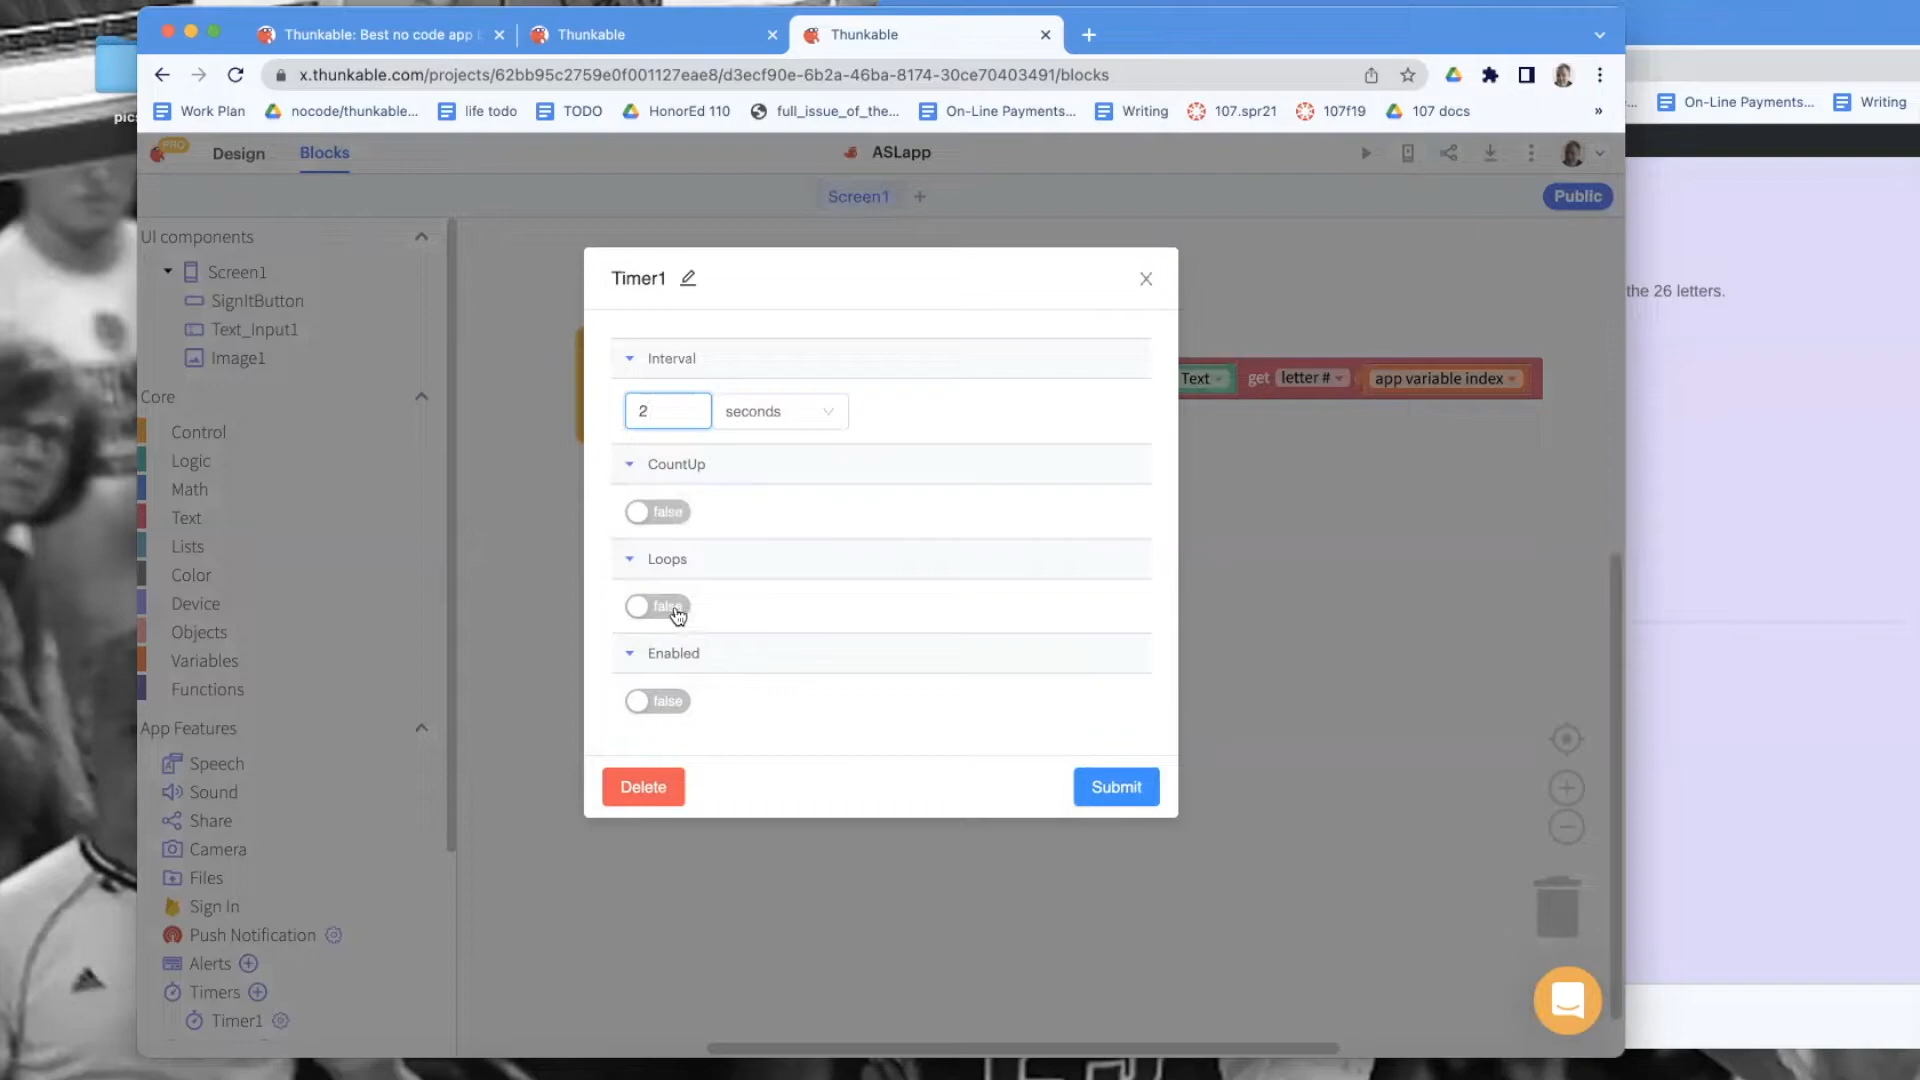 Thunkable: Best no code app
Thunkable
Thunkable
x.thunkable.com/projects/62bb95c2759e0f001127eae8/d3ecf90e-6b2a-46ba-8174-30ce70403491/blocks
Work Plan
nocode/thunkable...
life todo
TODO
HonorEd 110
full_issue_of_the...
On-Line Payments...
Writing
107.spr21
107f19
107 docs
»
On-Line Payments...
Writing
pics
PRO
Design
Blocks
ASLapp
Screen1
Public
UI components
Screen1
SignItButton
Text_Input1
Image1
Core
Control
Logic
Math
Text
Lists
Color
Device
Objects
Variables
Functions
App Features
Speech
Sound
Share
Camera
Files
Sign In
Push Notification
Alerts
Timers
Timer1
Timer1
Interval
2
seconds
CountUp
false
Loops
false
Enabled
false
Delete
Submit
Text
get
letter #
app variable index
the 26 letters.